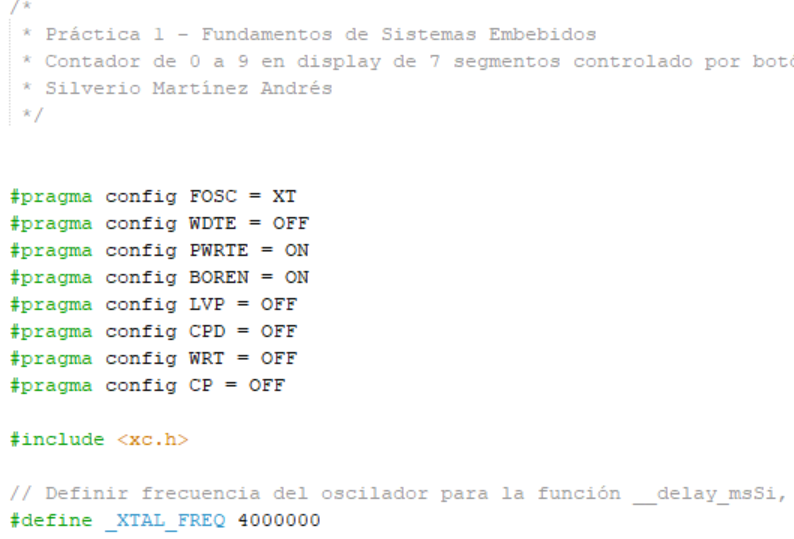 /*
* Práctica 1 - Fundamentos de Sistemas Embebidos
* Contador de 0 a 9 en display de 7 segmentos controlado por
* Silverio Martínez Andrés
*/
#pragma config FOSC = XT
#pragma config WDTE = OFF
#pragma config PWRTE = ON
#pragma config BOREN = ON
#pragma config LVP = OFF
#pragma config CPD = OFF
#pragma config WRT = OFF
#pragma config CP = OFF
#include <xc.h>
// Definir frecuencia del oscilador para la función __delay_msSi,
#define _XTAL_FREQ 4000000